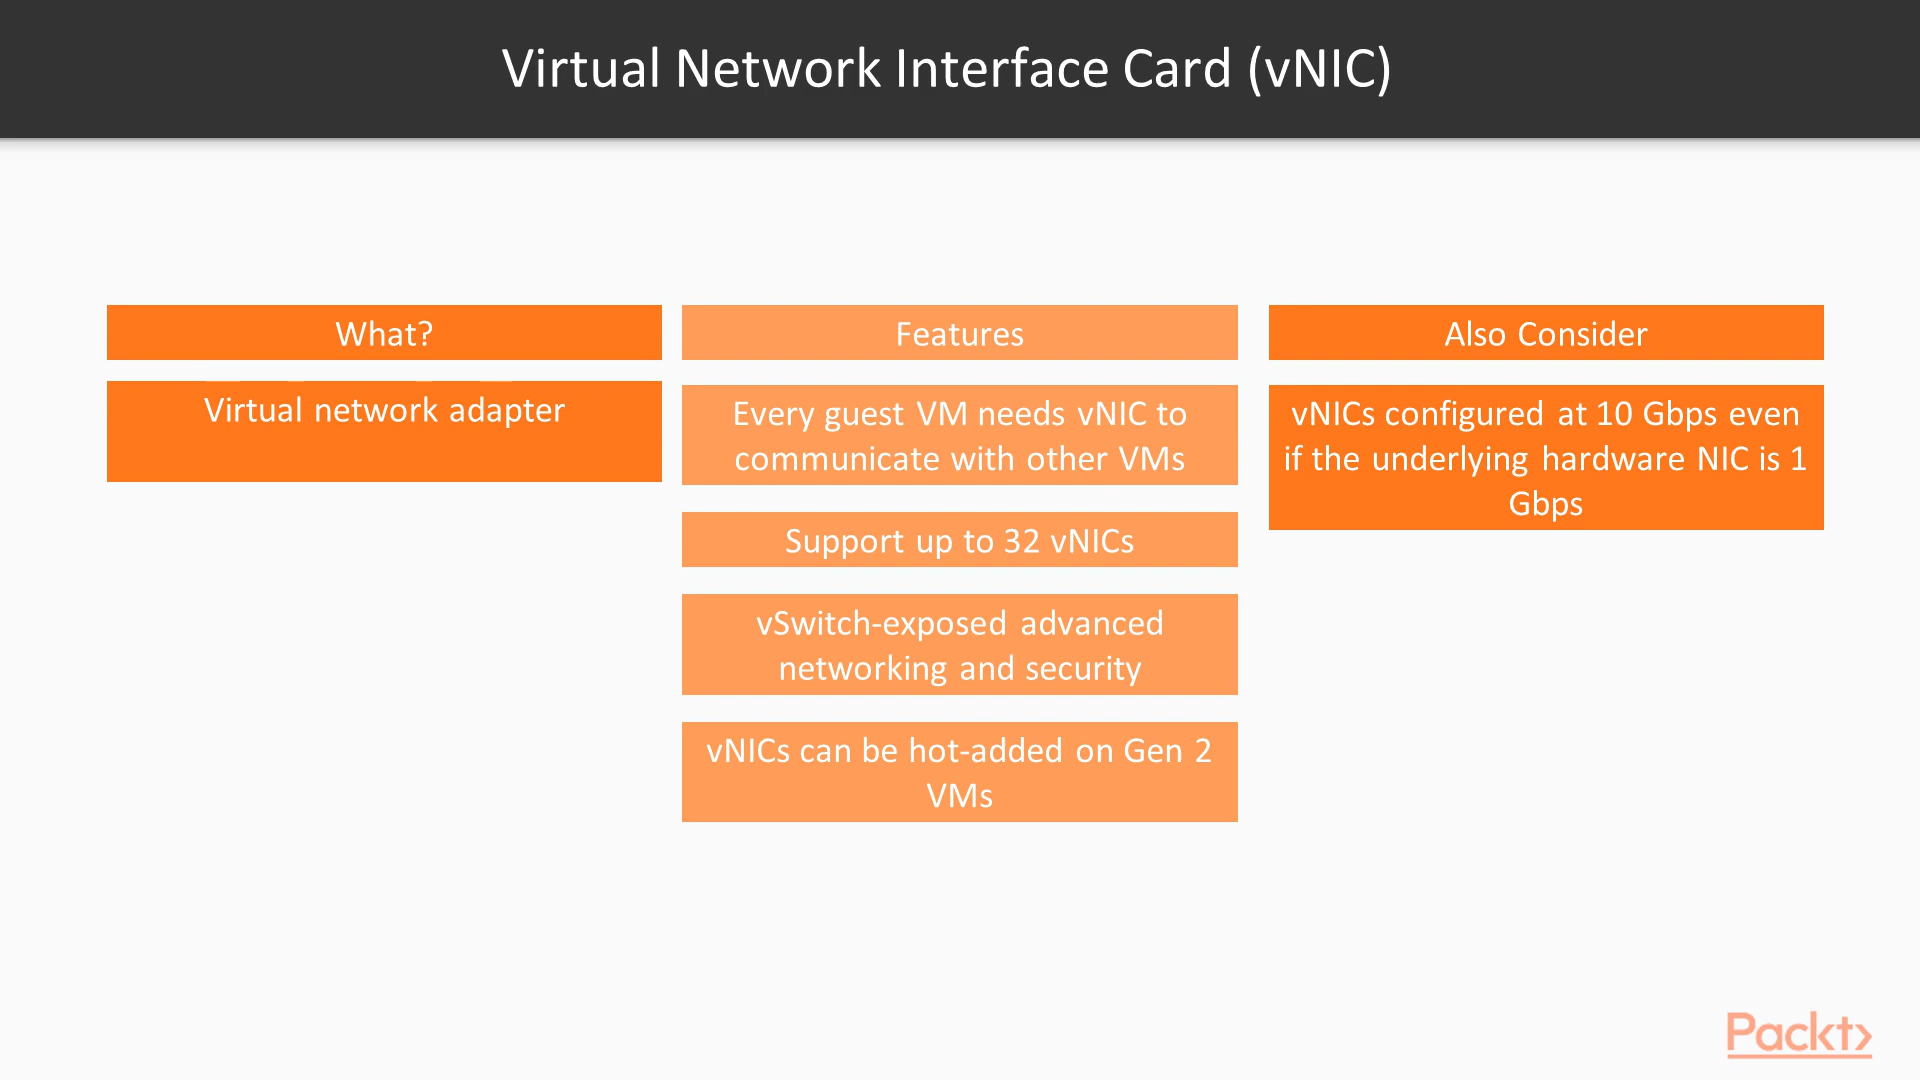 Virtual Network Interface Card (vNIC)
What?
Virtual network adapter
Features
Every guest VM needs vNIC to
communicate with other VMs
Support up to 32 vNICs
vSwitch-exposed advanced
networking and security
vNICs can be hot-added on Gen 2
VMs
Also Consider
vNICs configured at 10 Gbps even
if the underlying hardware NIC is 1
Gbps
Packt>